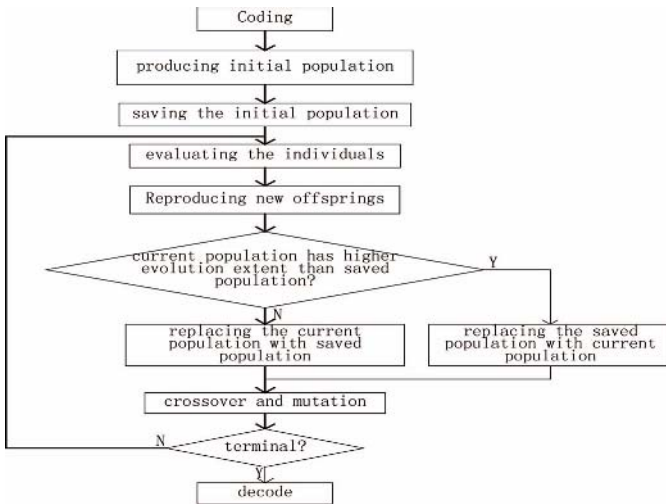 Coding
producing initial population
saving the initial population
evaluating the individuals
Reproducing new offsprings
current population has higher
evolution extent than saved
population?
Y
N
replacing the current
population with saved
population
replacing the saved
population with current
population
crossover and mutation
N
terminal?
Y
decode